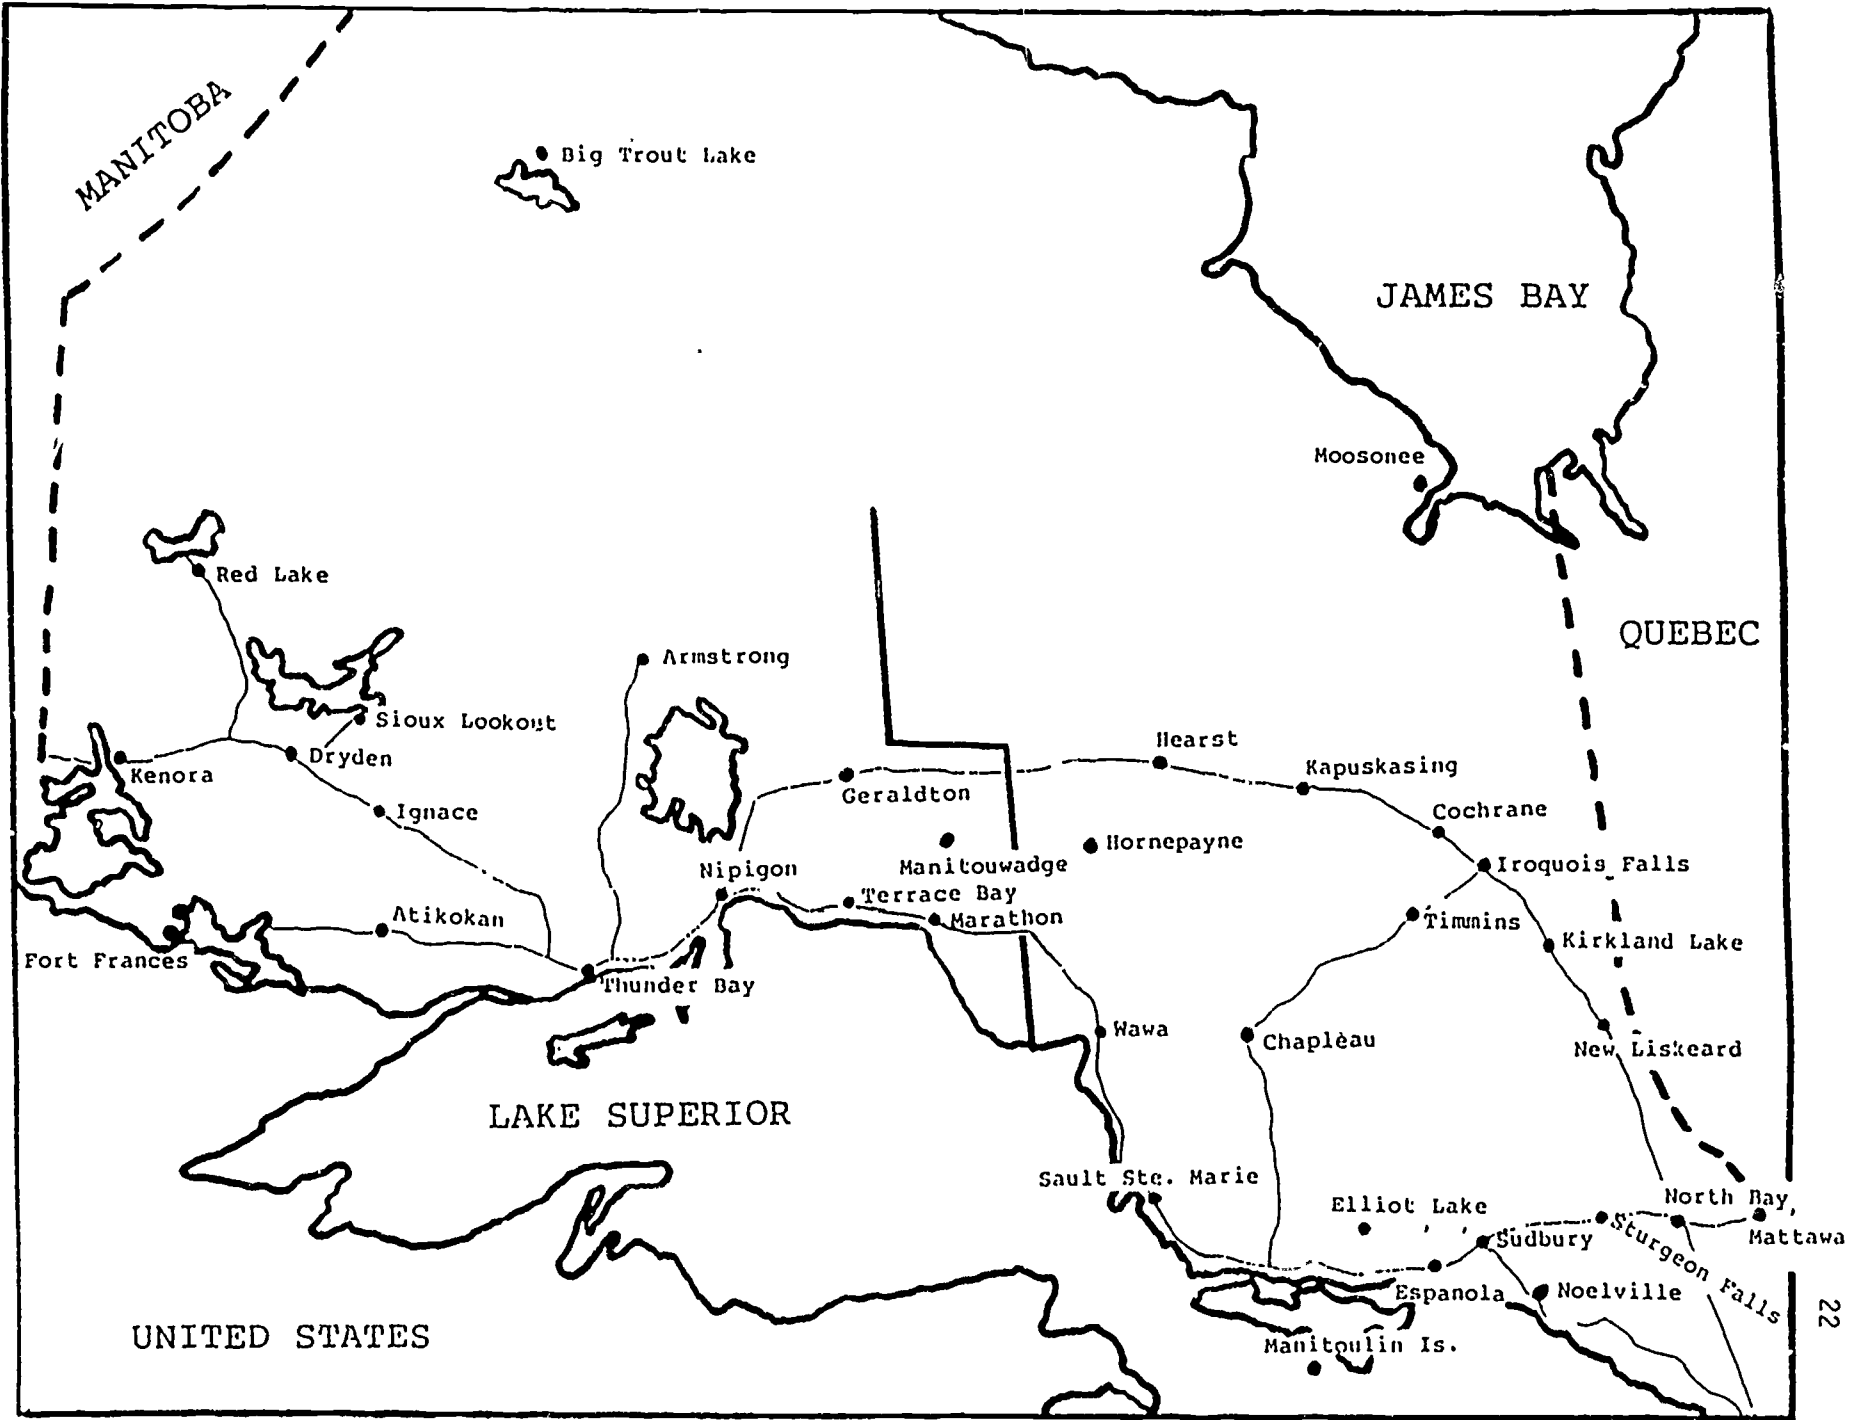 MANITOBA
Big Trout Lake
JAMES BAY
Moosonee
QUEBEC
Red Lake
Armstrong
Sioux Lookout
Dryden
Kenora
Ignace
Hearst
Kapuskasing
Geraldton
Cochrane
Hornepayne
Manitouwadge
Iroquois Falls
Nipigon
Terrace Bay
Marathon
Timmins
Atikokan
Kirkland Lake
Fort Frances
Thunder Bay
Wawa
Chapleau
New Liskeard
LAKE SUPERIOR
Sault Ste. Marie
Elliot Lake
North Bay
Sudbury
Sturgeon Falls
Mattawa
Espanola
Noelville
Manitoulin Is.
UNITED STATES
22